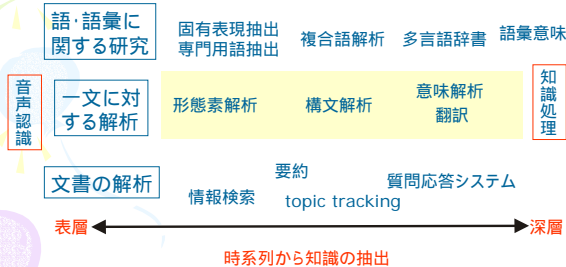 語・語彙に
関する研究
固有表現抽出
専門用語抽出
複合語解析
多言語辞書
語彙意味
音声認識
一文に対
する解析
形態素解析
構文解析
意味解析
翻訳
知識処理
文書の解析
情報検索
要約
topic tracking
質問応答システム
表層
深層
時系列から知識の抽出